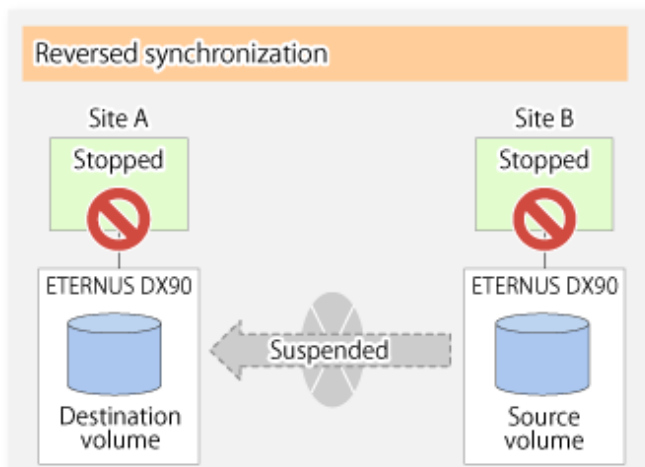 Reversed synchronization
Site A
Site B
Stopped
Stopped
ETERNUS DX90
ETERNUS DX90
Suspended
Destination
volume
Source
volume